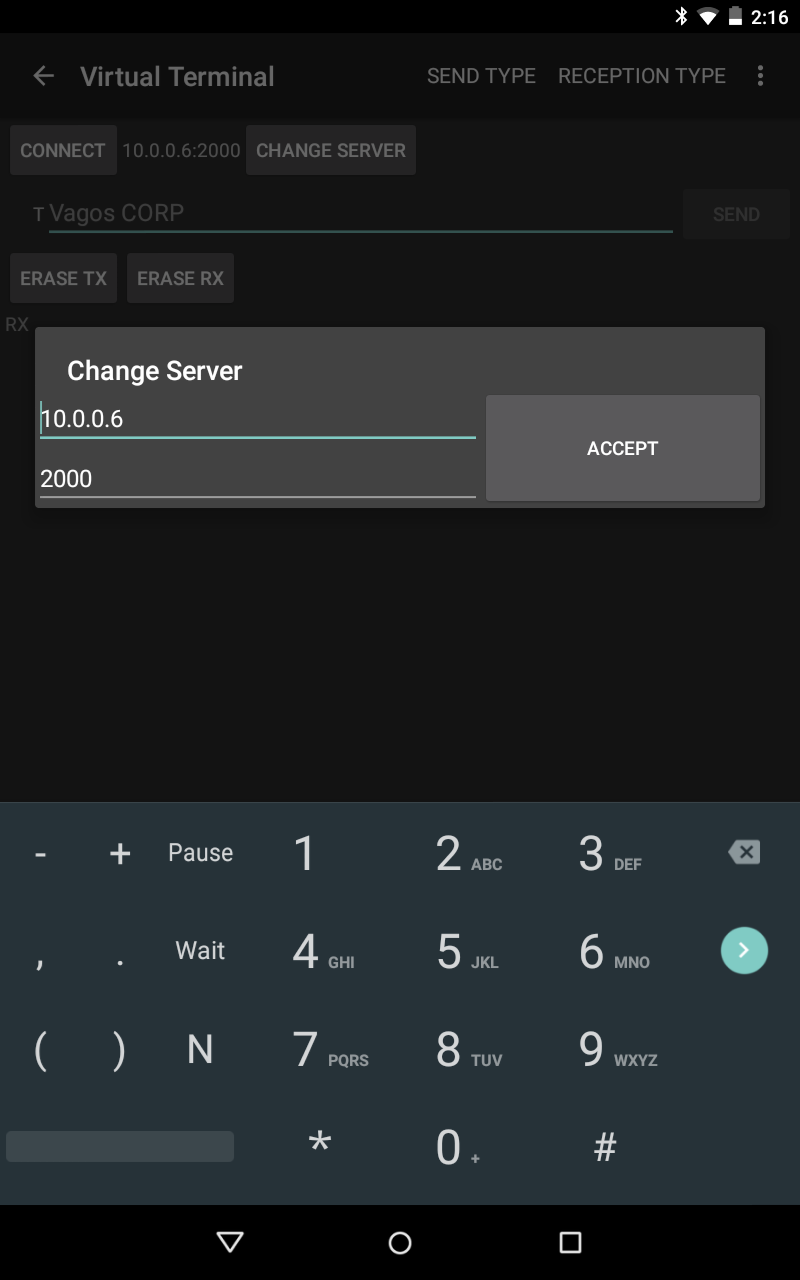 2:16
Virtual Terminal SEND TYPE RECEPTION TYPE
CONNECT 10.0.0.6:2000 CHANGE SERVER
T Vagos CORP SEND
ERASE TX ERASE RX
RX
Change Server
10.0.0.6
ACCEPT
2000
- + Pause 1 2 ABC 3 DEF
, . Wait 4 GHI 5 JKL 6 MNO
( ) N 7 PQRS 8 TUV 9 WXYZ
* 0 + #